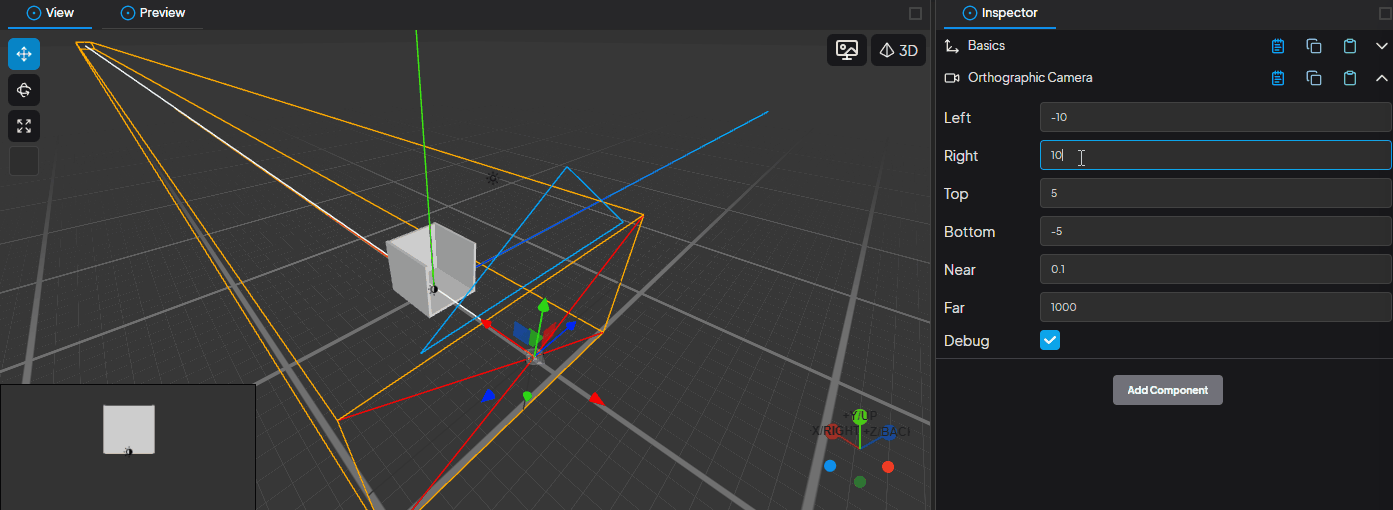 View
Preview
3D
+Y/UP
X/RIGHT
+Z/BACI
Inspector
Basics
Orthographic Camera
Left
-10
Right
10
Top
5
Bottom
-5
Near
0.1
Far
1000
Debug
Add Component